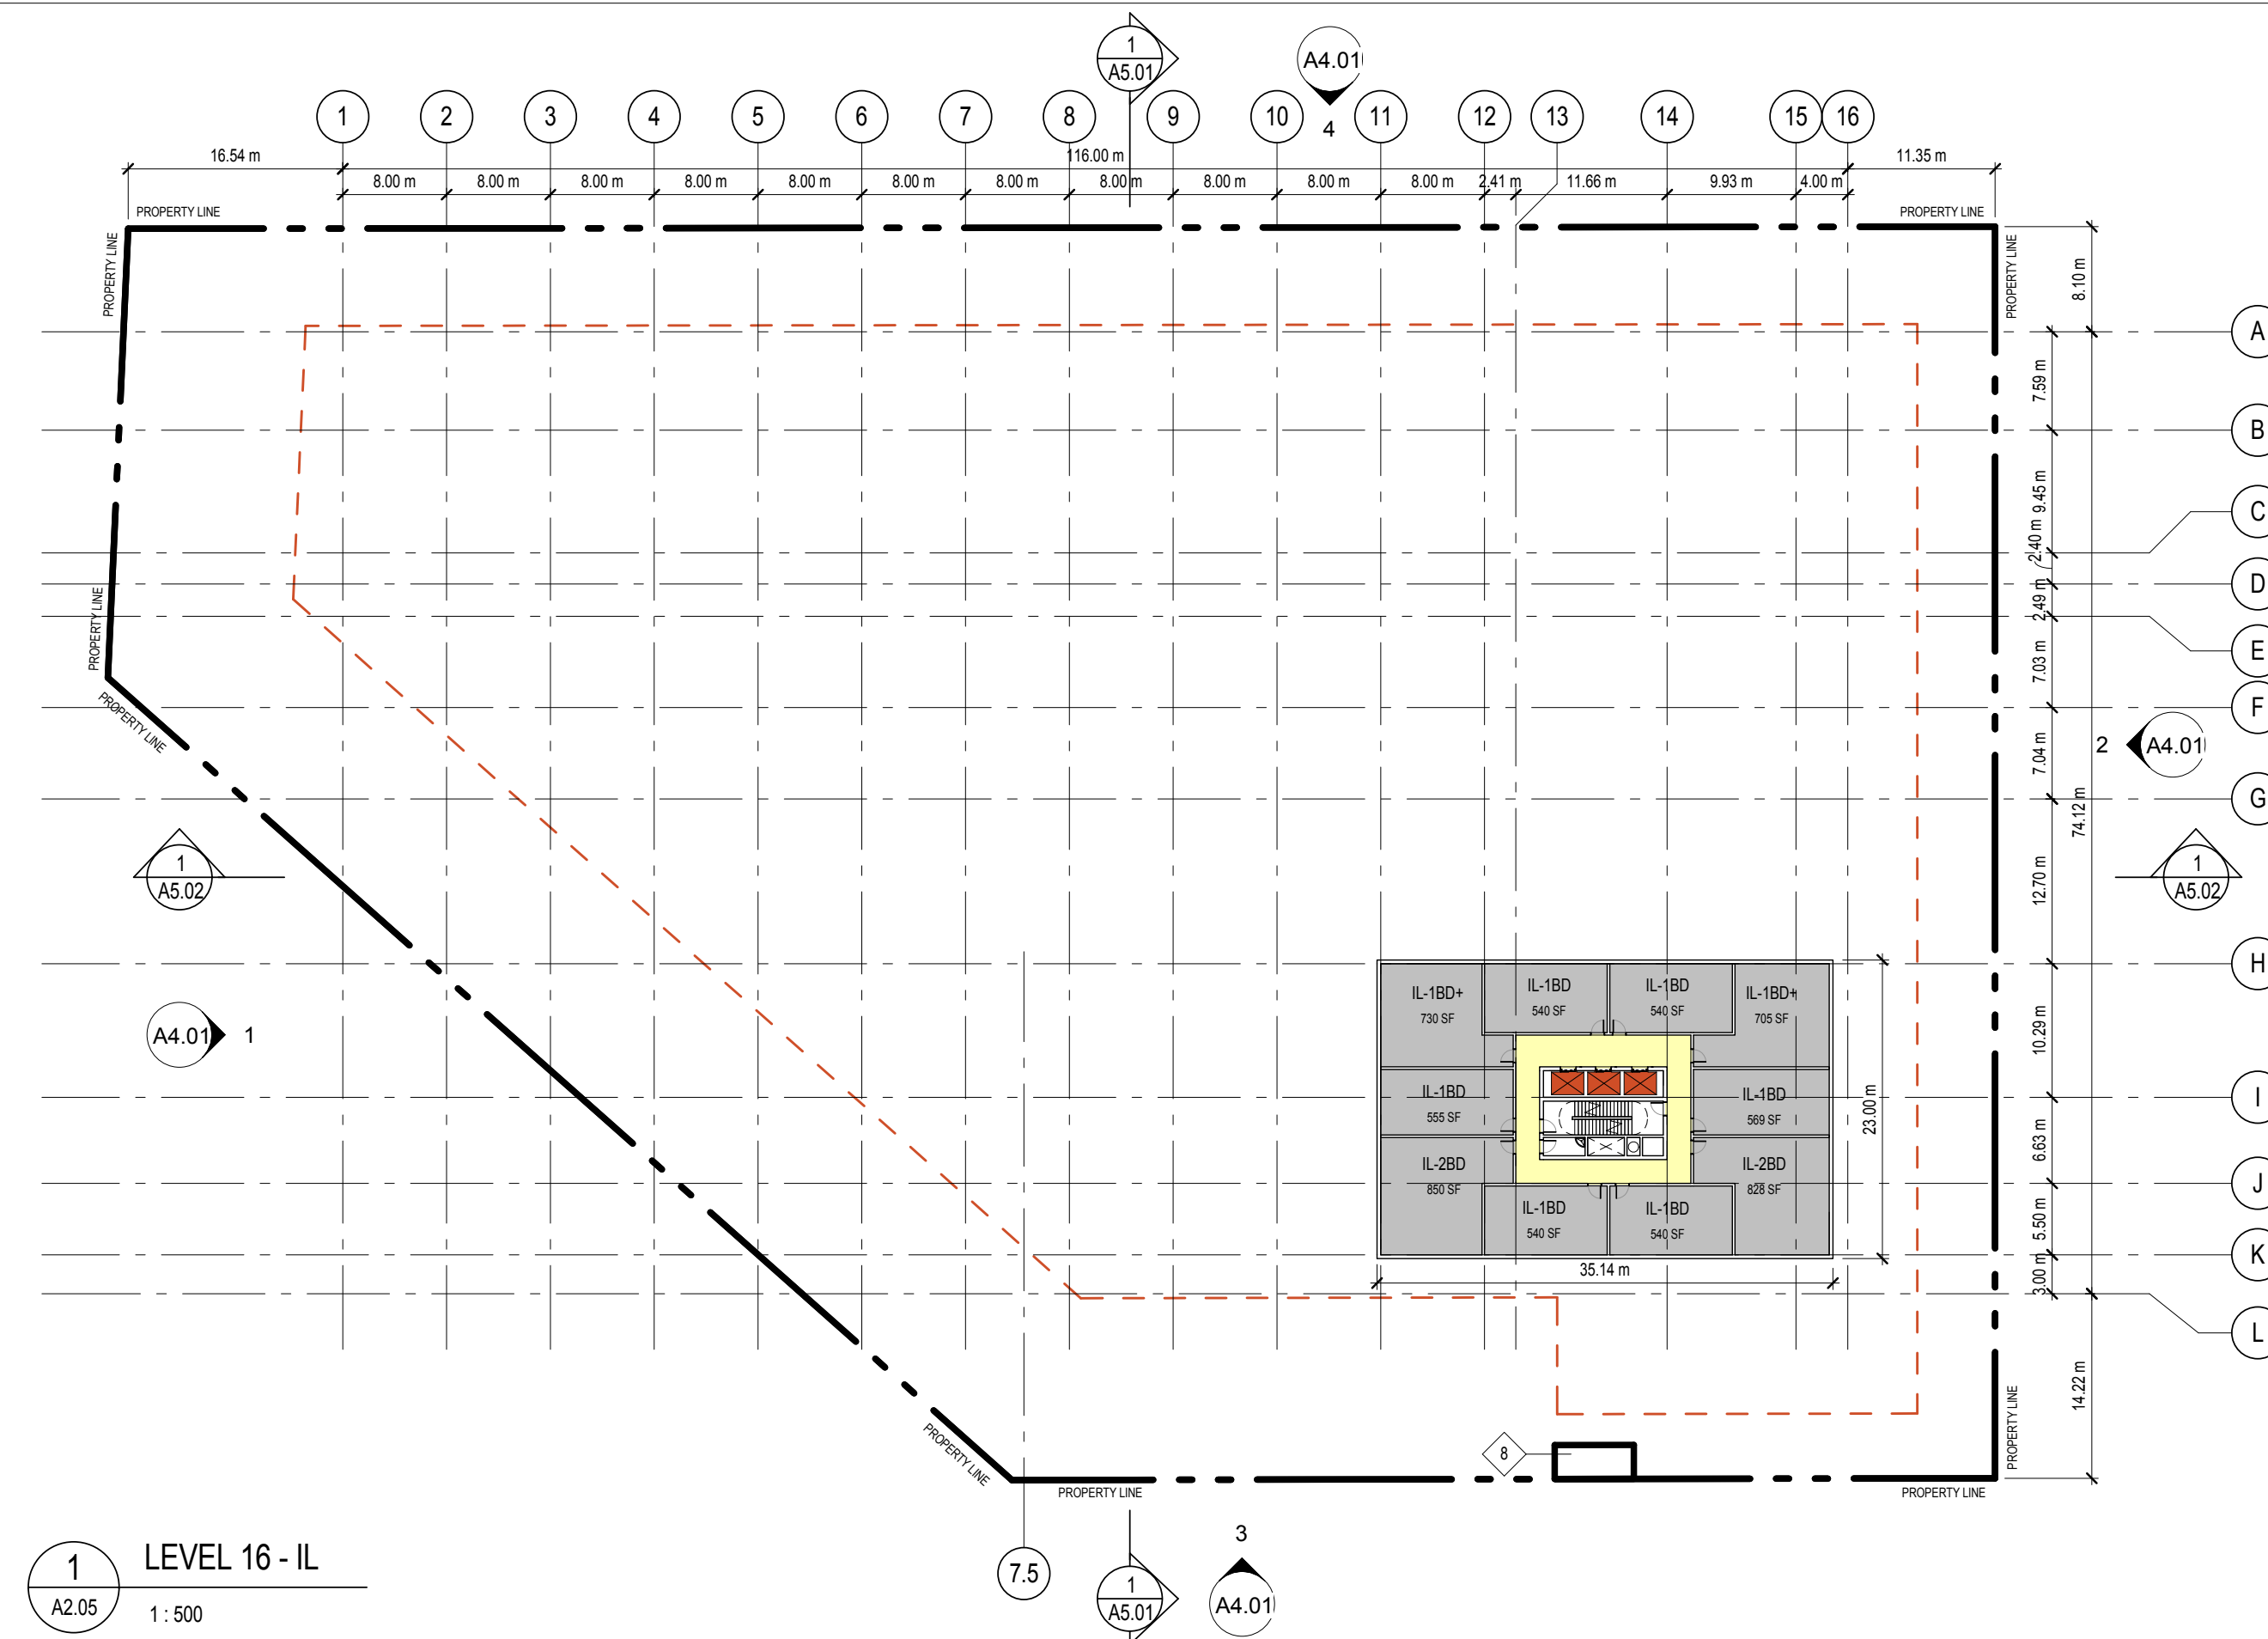 1
A5.01
A4.01
4
1
2
3
4
5
6
7
8
9
10
11
12
13
14
15
16
16.54 m
116.00 m
11.35 m
8.00 m
8.00 m
8.00 m
8.00 m
8.00 m
8.00 m
8.00 m
8.00 m
8.00 m
8.00 m
8.00 m
2.41 m
11.66 m
9.93 m
4.00 m
PROPERTY LINE
PROPERTY LINE
PROPERTY LINE
PROPERTY LINE
8.10 m
A
7.59 m
B
9.45 m
C
2.40 m
D
2.49 m
E
PROPERTY LINE
7.03 m
F
PROPERTY LINE
2
A4.01
7.04 m
G
74.12 m
1
A5.02
1
A5.02
12.70 m
H
A4.01
1
IL-1BD+
730 SF
IL-1BD
540 SF
IL-1BD
540 SF
IL-1BD+
705 SF
10.29 m
I
IL-1BD
555 SF
IL-1BD
569 SF
23.00 m
6.63 m
IL-2BD
850 SF
IL-2BD
828 SF
J
IL-1BD
540 SF
IL-1BD
540 SF
5.50 m
K
35.14 m
3.00 m
L
14.22 m
PROPERTY LINE
PROPERTY LINE
8
PROPERTY LINE
PROPERTY LINE
7.5
3
1
A5.01
A4.01
1
A2.05
LEVEL 16 - IL
1 : 500